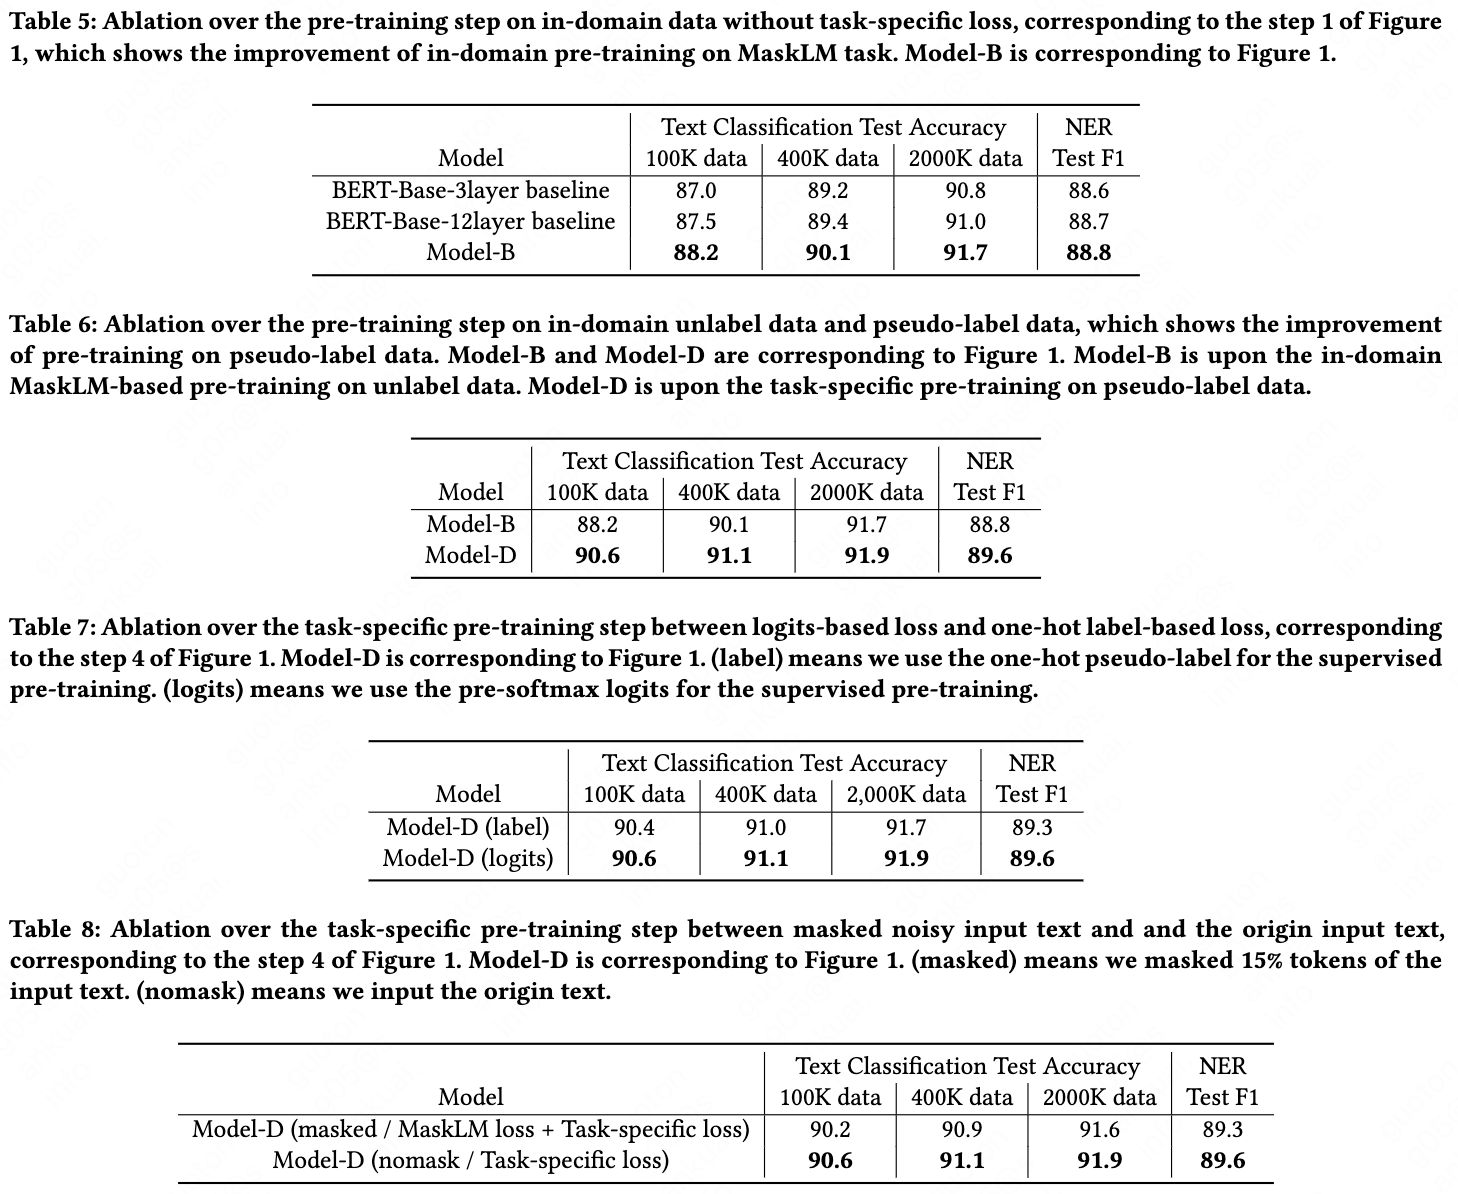 Table 5: Ablation over the pre-training step on in-domain data without task-specific loss, corresponding to the step 1 of Figure
1, which shows the improvement of in-domain pre-training on MaskLM task. Model-B is corresponding to Figure 1.
Text Classification Test Accuracy NER
Model 100K data 400K data 2000K data Test F1
BERT-Base-3layer baseline 87.0 89.2 90.8 88.6
BERT-Base-12layer baseline 87.5 89.4 91.0 88.7
Model-B 88.2 90.1 91.7 88.8
Table 6: Ablation over the pre-training step on in-domain unlabel data and pseudo-label data, which shows the improvement
of pre-training on pseudo-label data. Model-B and Model-D are corresponding to Figure 1. Model-B is upon the in-domain
MaskLM-based pre-training on unlabel data. Model-D is upon the task-specific pre-training on pseudo-label data.
Text Classification Test Accuracy NER
Model 100K data 400K data 2000K data Test F1
Model-B 88.2 90.1 91.7 88.8
Model-D 90.6 91.1 91.9 89.6
Table 7: Ablation over the task-specific pre-training step between logits-based loss and one-hot label-based loss, corresponding
to the step 4 of Figure 1. Model-D is corresponding to Figure 1. (label) means we use the one-hot pseudo-label for the supervised
pre-training. (logits) means we use the pre-softmax logits for the supervised pre-training.
Text Classification Test Accuracy NER
Model 100K data 400K data 2,000K data Test F1
Model-D (label) 90.4 91.0 91.7 89.3
Model-D (logits) 90.6 91.1 91.9 89.6
Table 8: Ablation over the task-specific pre-training step between masked noisy input text and and the origin input text,
corresponding to the step 4 of Figure 1. Model-D is corresponding to Figure 1. (masked) means we masked 15% tokens of the
input text. (nomask) means we input the origin text.
Text Classification Test Accuracy NER
Model 100K data 400K data 2000K data Test F1
Model-D (masked / MaskLM loss + Task-specific loss) 90.2 90.9 91.6 89.3
Model-D (nomask / Task-specific loss) 90.6 91.1 91.9 89.6